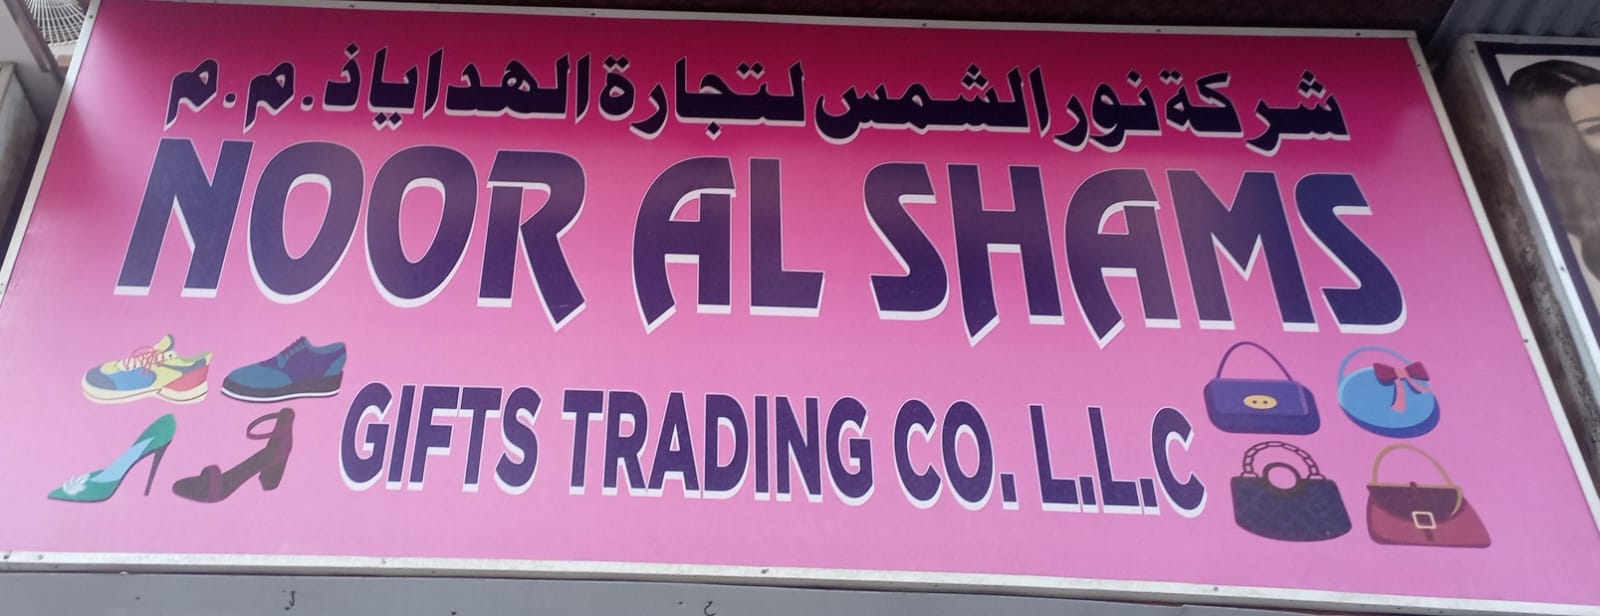 شركة نور الشمس لتجارة الهدايا ذ.م.م
NOOR AL SHAMS
GIFTS TRADING CO. L.L.C